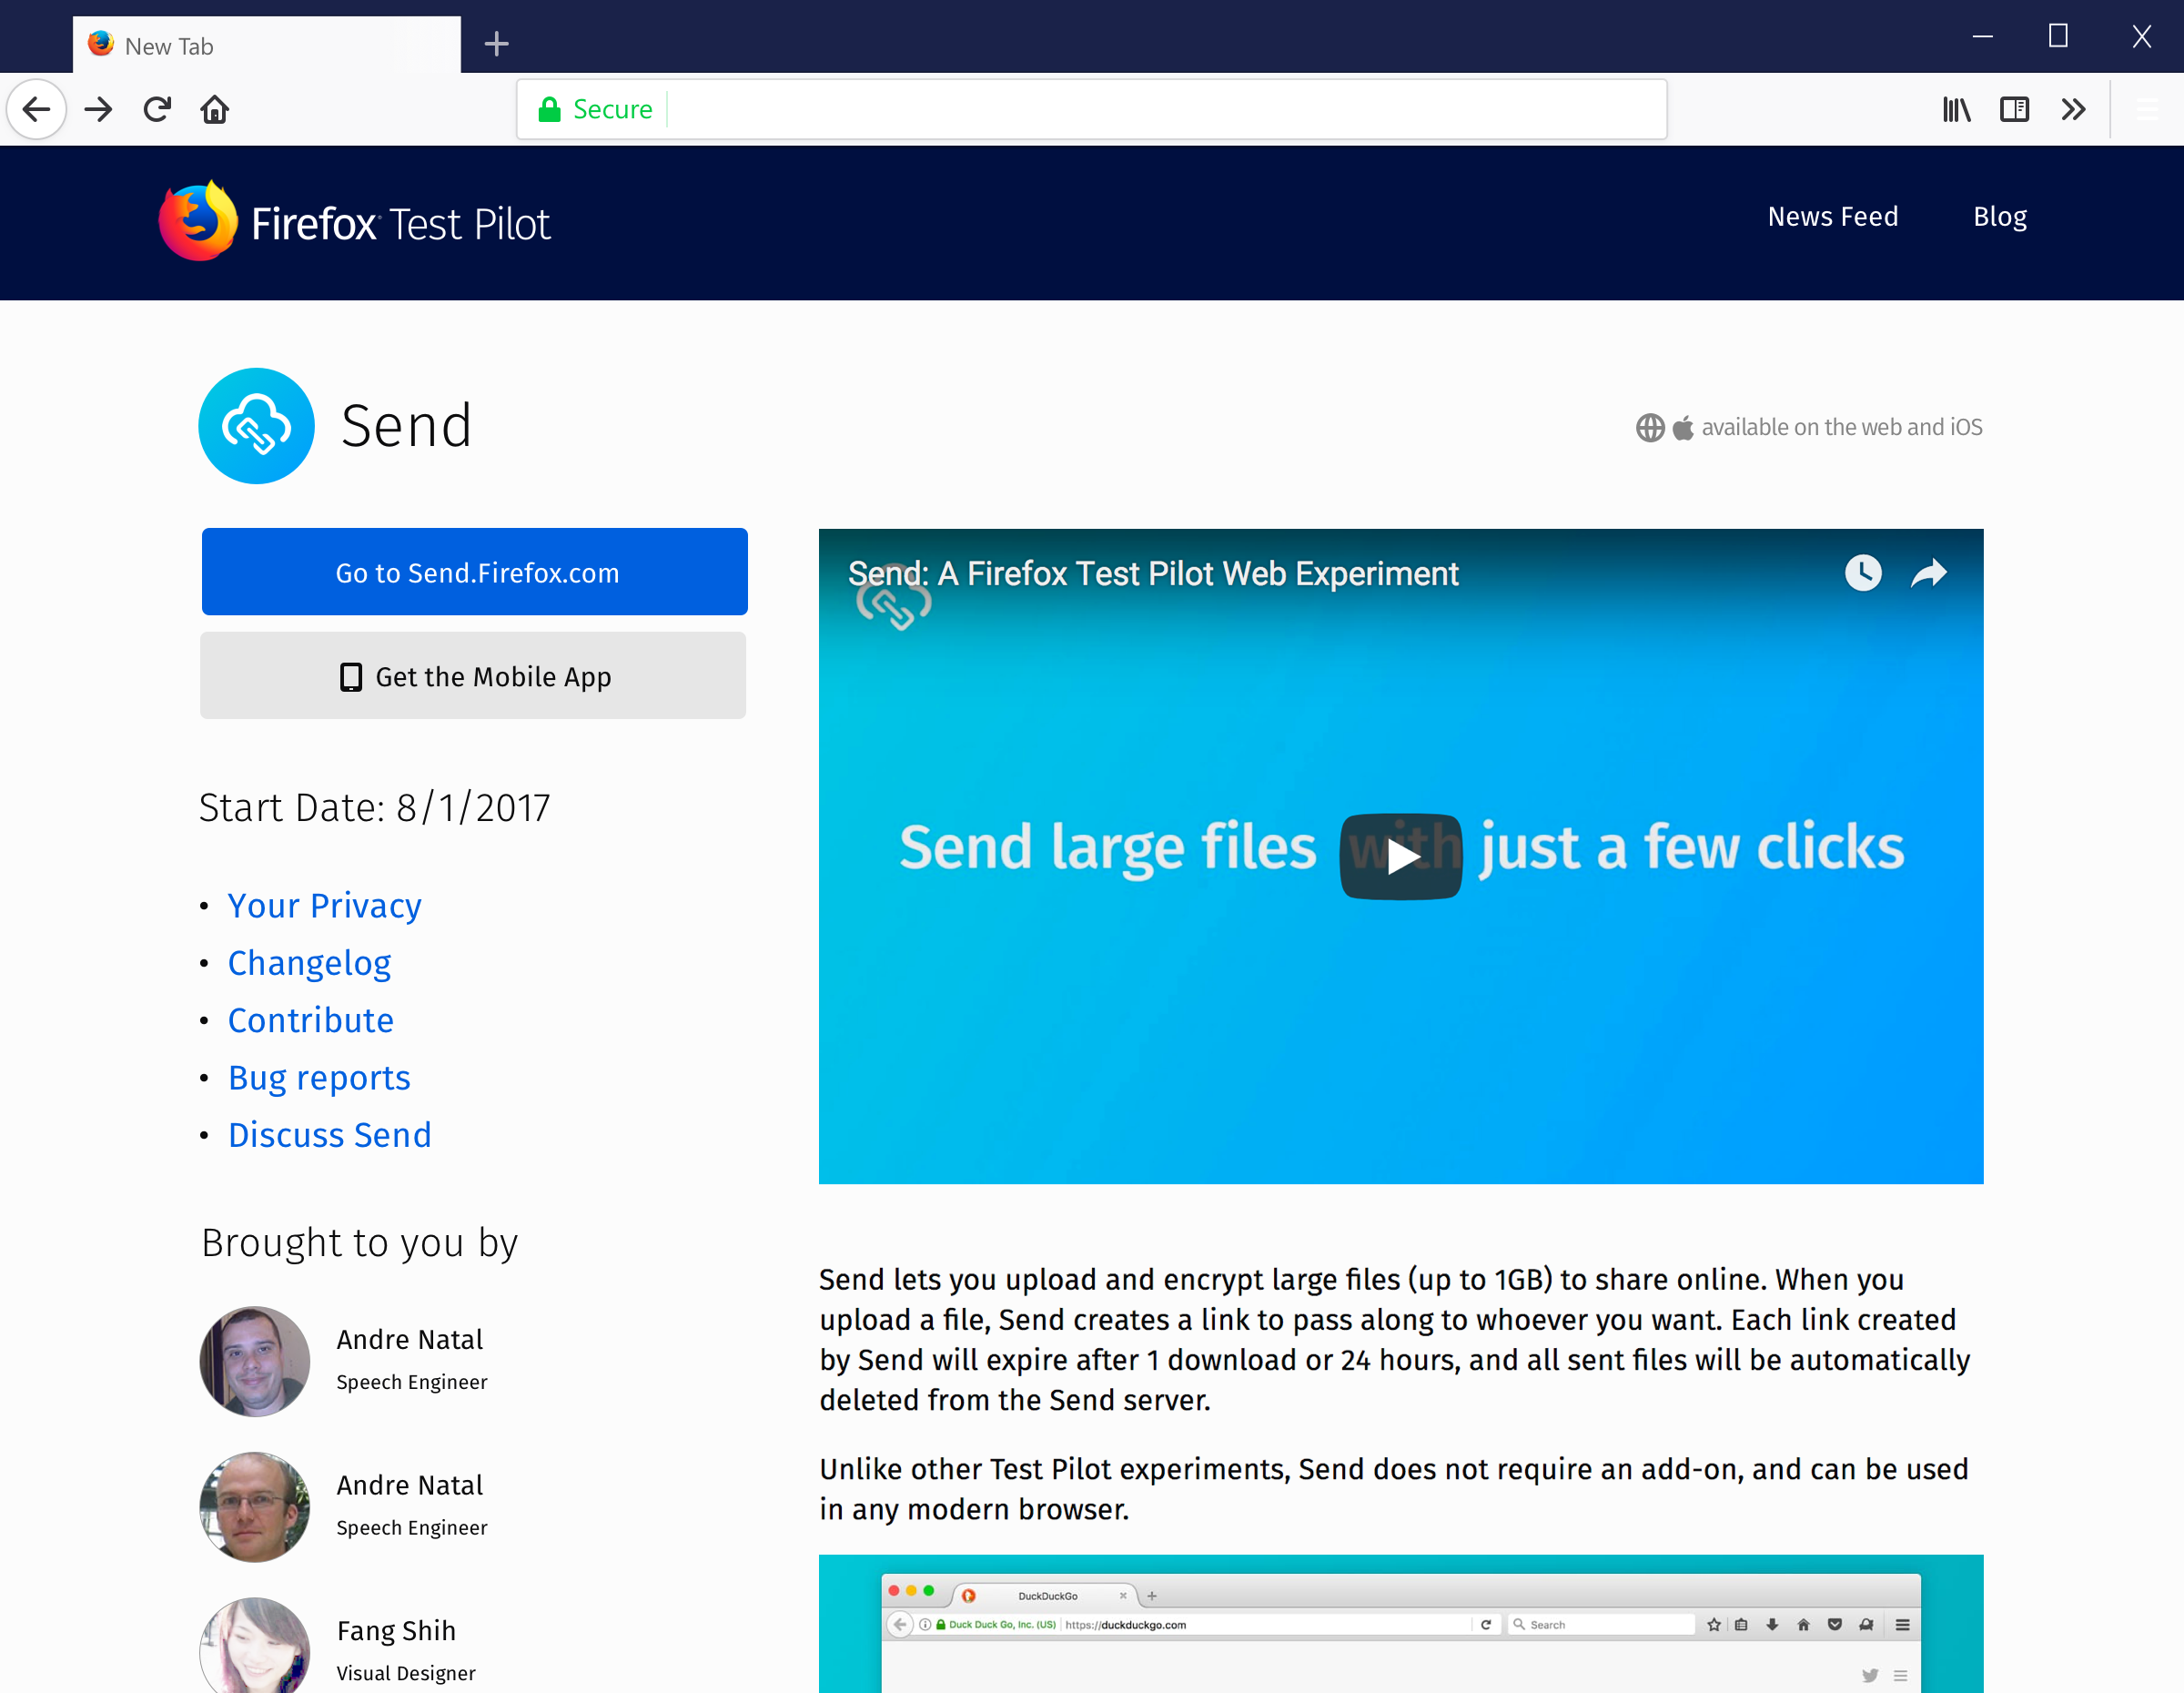 New Tab
Secure
Firefox Test Pilot
News Feed
Blog
Send
available on the web and iOS
Go to Send.Firefox.com
Get the Mobile App
Start Date: 8/1/2017
• Your Privacy
• Changelog
• Contribute
• Bug reports
• Discuss Send
Brought to you by
Andre Natal
Speech Engineer
Andre Natal
Speech Engineer
Fang Shih
Visual Designer
Send: A Firefox Test Pilot Web Experiment
Send large files with just a few clicks
Send lets you upload and encrypt large files (up to 1GB) to share online. When you
upload a file, Send creates a link to pass along to whoever you want. Each link created
by Send will expire after 1 download or 24 hours, and all sent files will be automatically
deleted from the Send server.
Unlike other Test Pilot experiments, Send does not require an add-on, and can be used
in any modern browser.
DuckDuckGo
Duck Duck Go, Inc. (US)
https://duckduckgo.com
Search